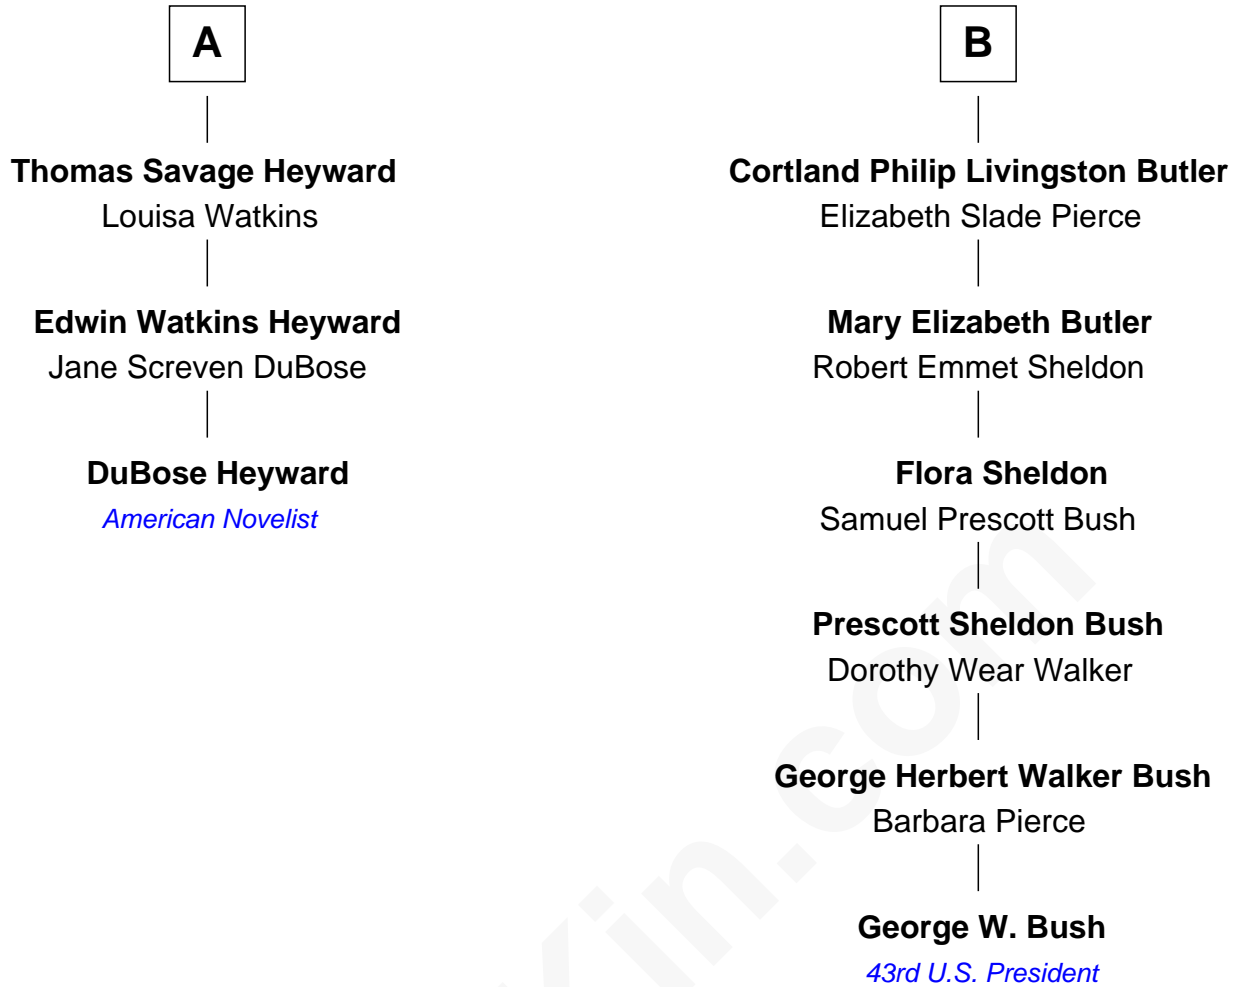 A
Thomas Savage Heyward
Louisa Watkins
Edwin Watkins Heyward
Jane Screven DuBose
DuBose Heyward
American Novelist
B
Cortland Philip Livingston Butler
Elizabeth Slade Pierce
Mary Elizabeth Butler
Robert Emmet Sheldon
Flora Sheldon
Samuel Prescott Bush
Prescott Sheldon Bush
Dorothy Wear Walker
George Herbert Walker Bush
Barbara Pierce
George W. Bush
43rd U.S. President
Kin.com